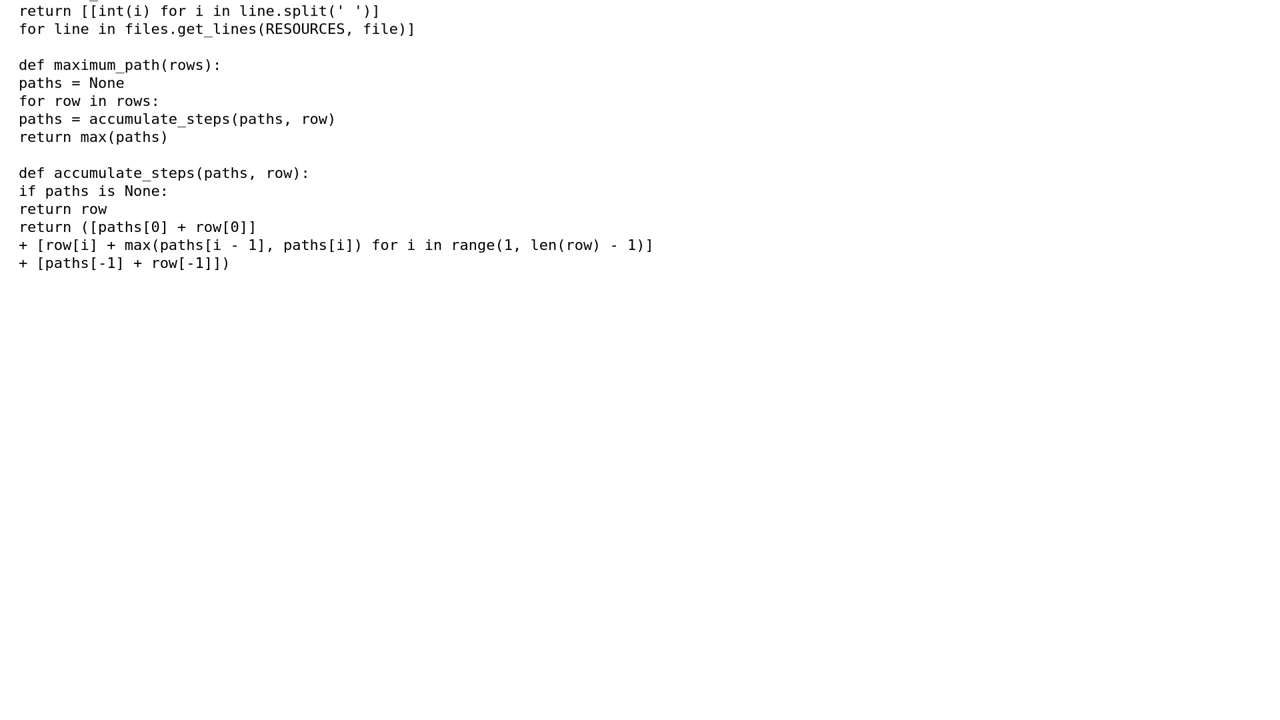 return [[int(i) for i in line.split(' ')]
for line in files.get_lines(RESOURCES, file)]

def maximum_path(rows):
paths = None
for row in rows:
paths = accumulate_steps(paths, row)
return max(paths)

def accumulate_steps(paths, row):
if paths is None:
return row
return ([paths[0] + row[0]]
+ [row[i] + max(paths[i - 1], paths[i]) for i in range(1, len(row) - 1)]
+ [paths[-1] + row[-1]])